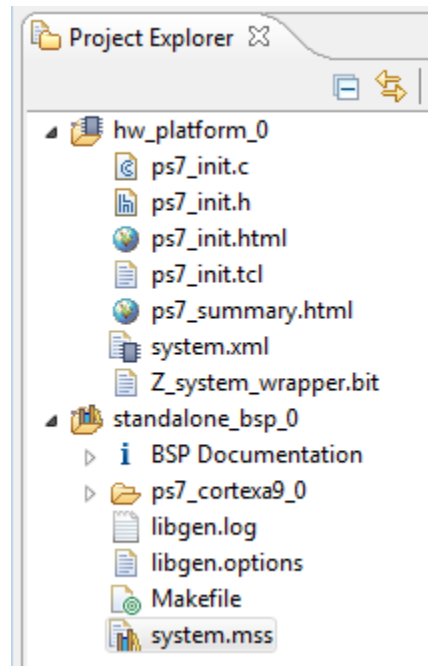 Project Explorer
hw_platform_0
ps7_init.c
ps7_init.h
ps7_init.html
ps7_init.tcl
ps7_summary.html
system.xml
Z_system_wrapper.bit
standalone_bsp_0
BSP Documentation
ps7_cortexa9_0
libgen.log
libgen.options
Makefile
system.mss